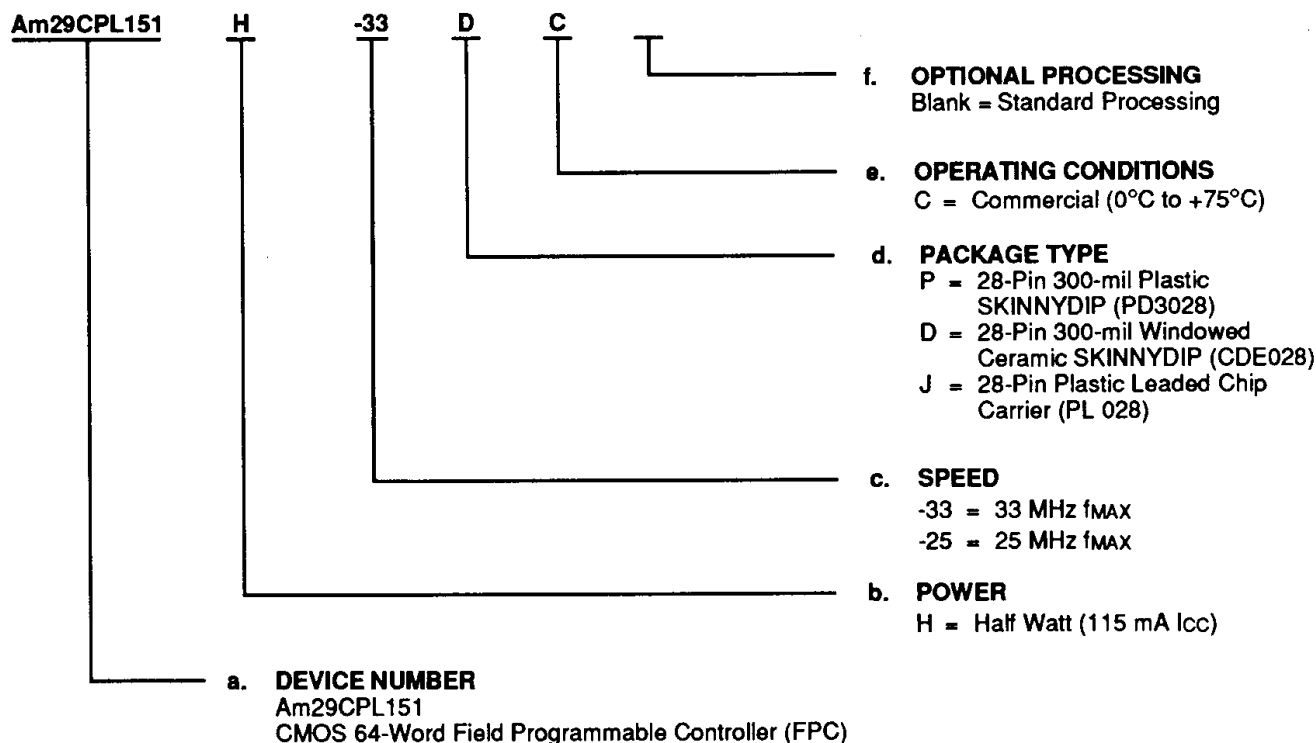 Am29CPL151 H -33 D C
f. OPTIONAL PROCESSING
Blank = Standard Processing
e. OPERATING CONDITIONS
C = Commercial (0°C to +75°C)
d. PACKAGE TYPE
P = 28-Pin 300-mil Plastic
SKINNYDIP (PD3028)
D = 28-Pin 300-mil Windowed
Ceramic SKINNYDIP (CDE028)
J = 28-Pin Plastic Leaded Chip
Carrier (PL 028)
c. SPEED
-33 = 33 MHz fMAX
-25 = 25 MHz fMAX
b. POWER
H = Half Watt (115 mA ICC)
a. DEVICE NUMBER
Am29CPL151
CMOS 64-Word Field Programmable Controller (FPC)